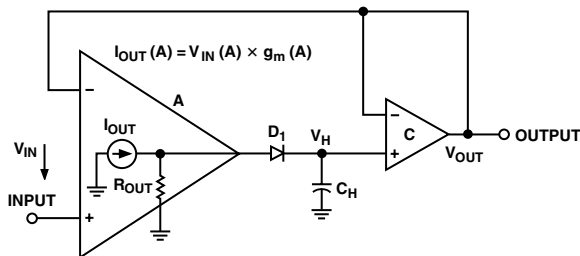 I_OUT (A) = V_IN (A) × g_m (A)
−
A
I_OUT
V_IN
R_OUT
INPUT
+
D_1
V_H
C_H
−
C
+
V_OUT
OUTPUT